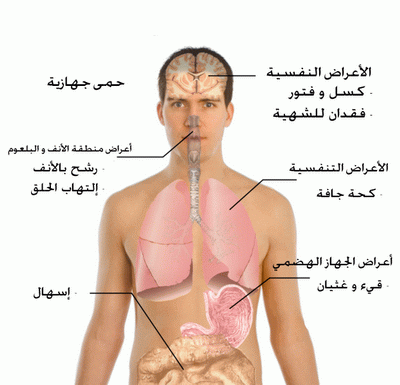 الأعراض النفسية
- كسل و فتور
- فقدان للشهية
حمى جهازية
أعراض منطقة الأنف و البلعوم
- رشح بالأنف
- إلتهاب الحلق
الأعراض التنفسية
- كحة جافة
أعراض الجهاز الهضمي
- قيء و غثيان
- إسهال